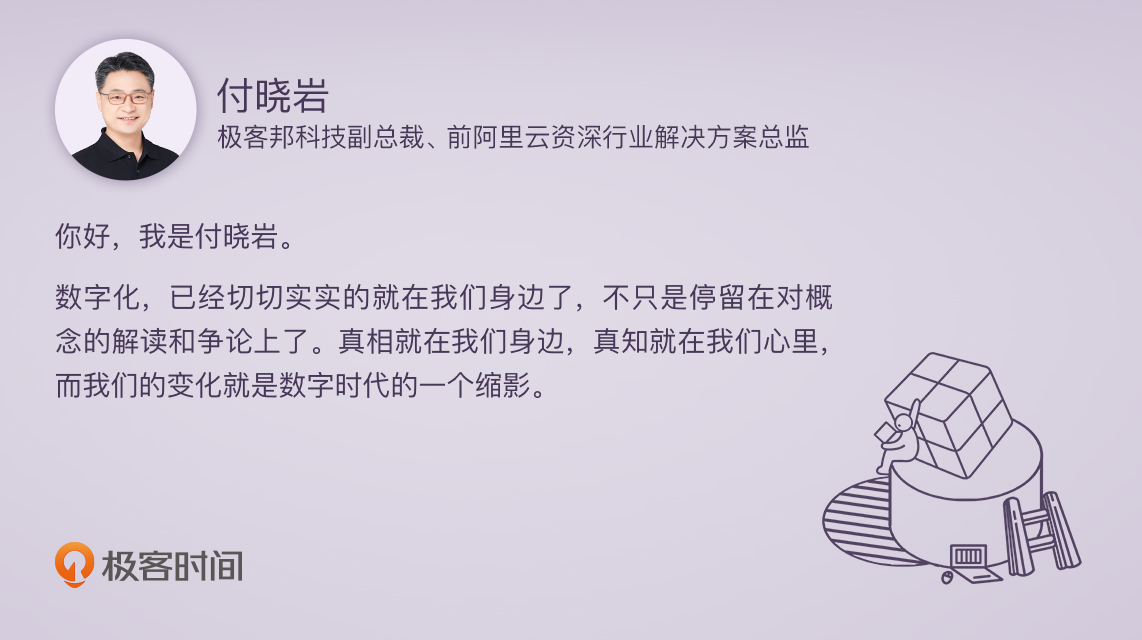 付晓岩
极客邦科技副总裁、前阿里云资深行业解决方案总监
你好，我是付晓岩。
数字化，已经切切实实的就在我们身边了，不只是停留在对概
念的解读和争论上了。真相就在我们身边，真知就在我们心里，
而我们的变化就是数字时代的一个缩影。
极客时间